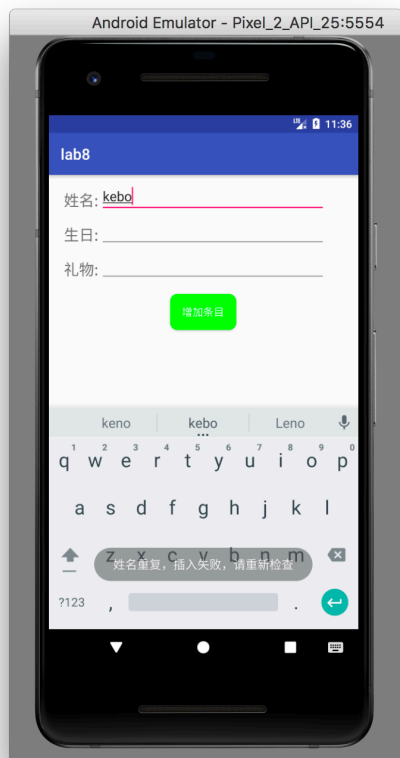 Android Emulator - Pixel_2_API_25:5554
LTE 11:36
lab8
姓名: kebo
生日:
礼物:
增加条目
keno kebo Leno
1 2 3 4 5 6 7 8 9 0
q w e r t y u i o p
a s d f g h j k l
z x c v b n m
姓名重复，插入失败，请重新检查
?123 , .